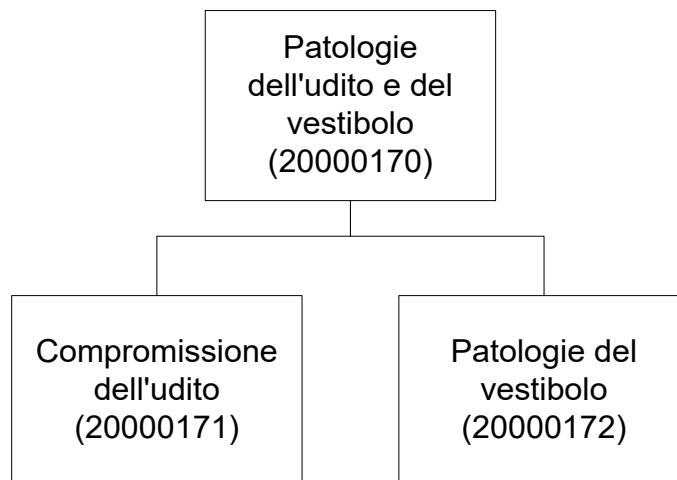 Patologie
dell'udito e del
vestibolo
(20000170)
Compromissione
dell'udito
(20000171)
Patologie del
vestibolo
(20000172)